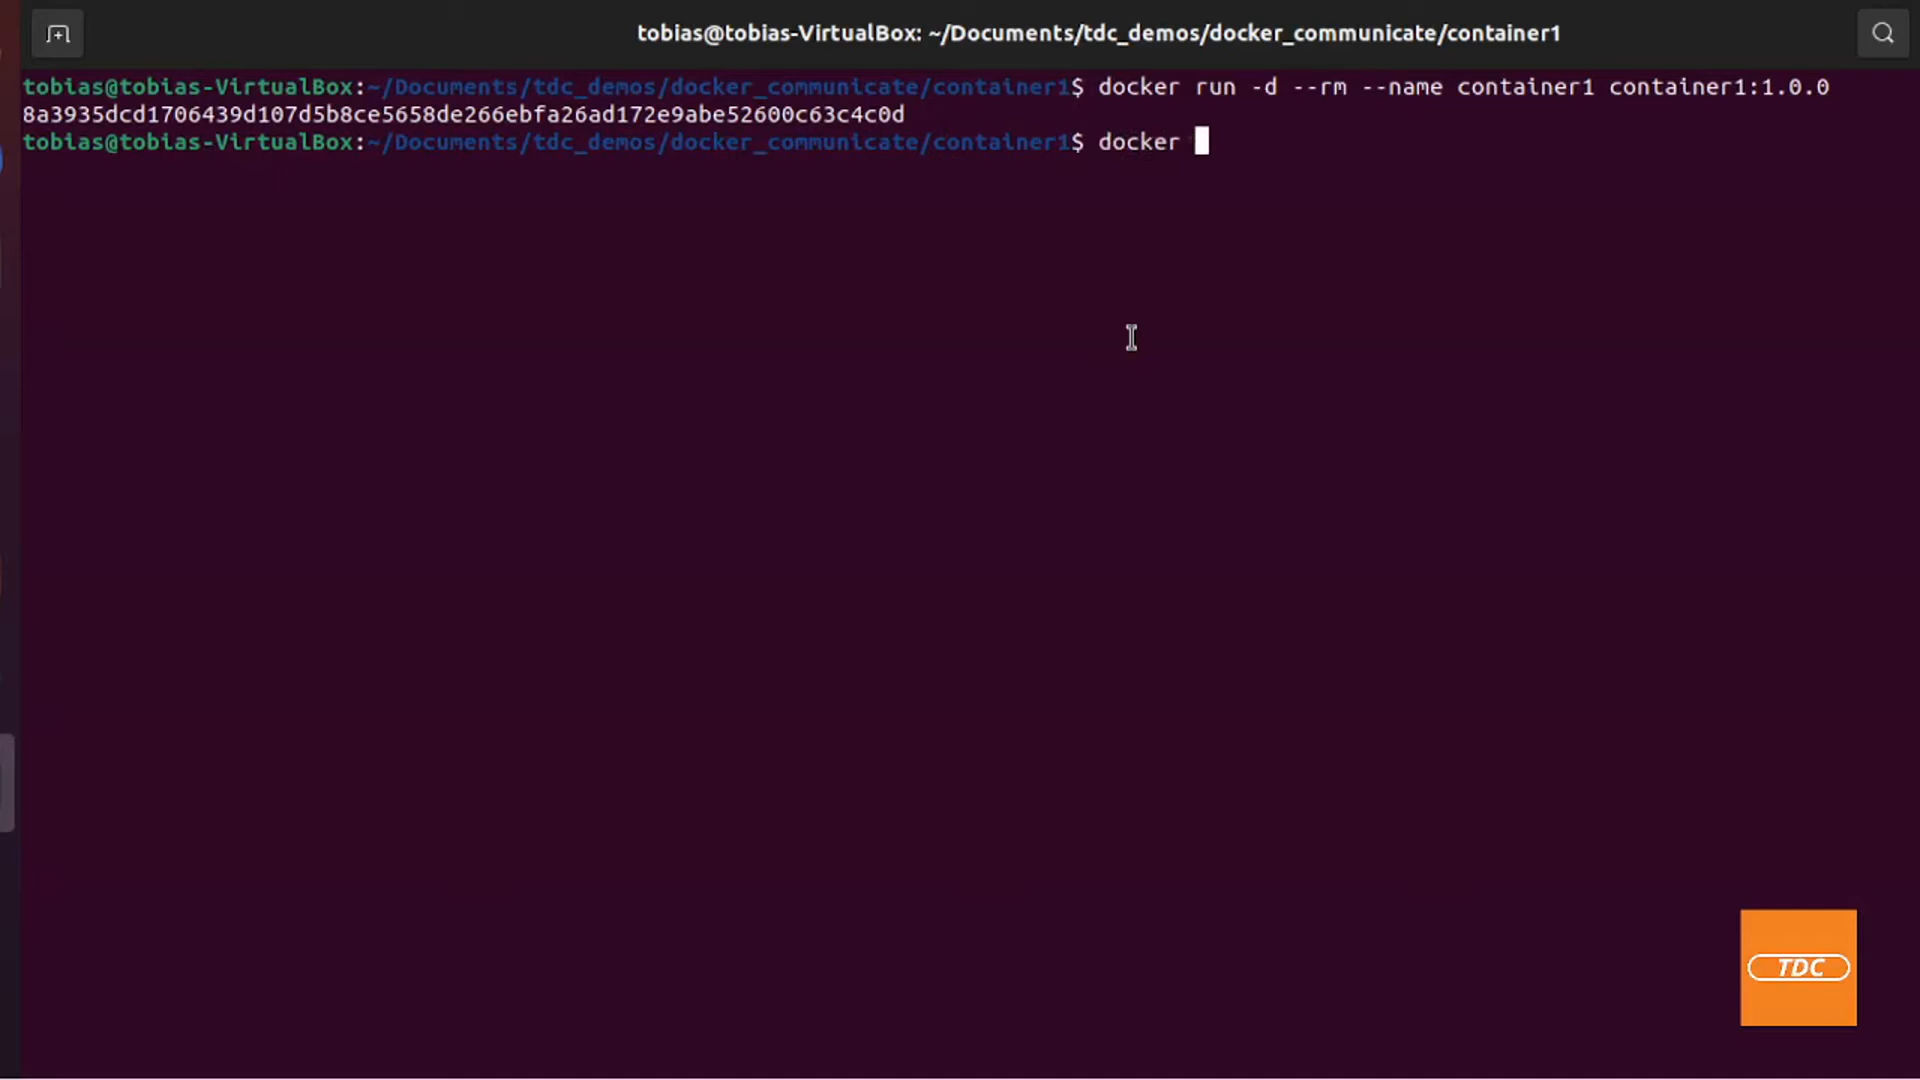 tobias@tobias-VirtualBox: ~/Documents/tdc_demos/docker_communicate/container1
tobias@tobias-VirtualBox:~/Documents/tdc_demos/docker_communicate/container1$ docker run -d --rm --name container1 container1:1.0.0
8a3935dcd1706439d107d5b8ce5658de266ebfa26ad172e9abe52600c63c4c0d
tobias@tobias-VirtualBox:~/Documents/tdc_demos/docker_communicate/container1$ docker
TDC